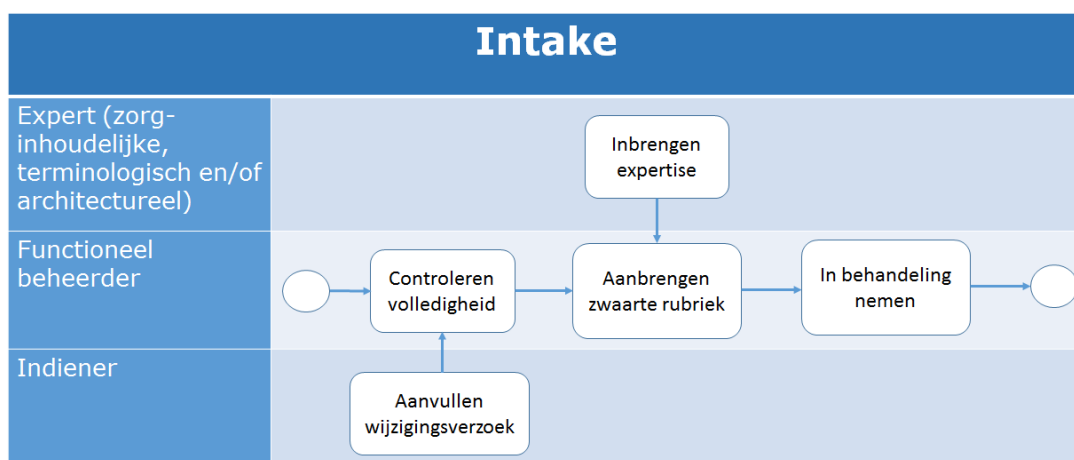 Intake
Expert (zorg-
inhoudelijke,
terminologisch en/of
architectureel)
Inbrengen
expertise
Functioneel
beheerder
Controleren
volledigheid
Aanbrengen
zwaarte rubriek
In behandeling
nemen
Indiener
Aanvullen
wijzigingsverzoek